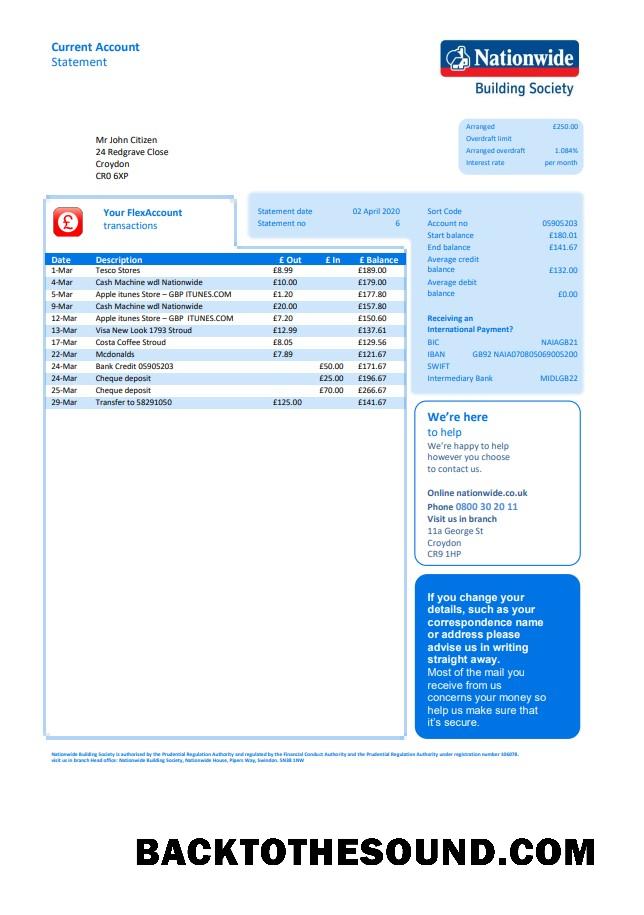 Current Account
Statement
Nationwide
Building Society
Arranged £250.00
Overdraft limit
Arranged overdraft 1.084%
Interest rate per month
Mr John Citizen
24 Redgrave Close
Croydon
CR0 6XP
Your FlexAccount
transactions
Statement date 02 April 2020
Statement no 6
Sort Code
Account no 05905203
Start balance £180.01
End balance £141.67
Average credit
balance £132.00
Average debit
balance £0.00
Receiving an
International Payment?
BIC NAIAGB21
IBAN GB92 NAIA070805069005200
SWIFT
Intermediary Bank MIDLGB22
Date Description £ Out £ In £ Balance
1-Mar Tesco Stores £8.99 £189.00
4-Mar Cash Machine wdl Nationwide £10.00 £179.00
5-Mar Apple itunes Store – GBP ITUNES.COM £1.20 £177.80
9-Mar Cash Machine wdl Nationwide £20.00 £157.80
12-Mar Apple itunes Store – GBP ITUNES.COM £7.20 £150.60
13-Mar Visa New Look 1793 Stroud £12.99 £137.61
17-Mar Costa Coffee Stroud £8.05 £129.56
22-Mar Mcdonalds £7.89 £121.67
24-Mar Bank Credit 05905203 £50.00 £171.67
24-Mar Cheque deposit £25.00 £196.67
25-Mar Cheque deposit £70.00 £266.67
29-Mar Transfer to 58291050 £125.00 £141.67
We're here
to help
We're happy to help
however you choose
to contact us.
Online nationwide.co.uk
Phone 0800 30 20 11
Visit us in branch
11a George St
Croydon
CR9 1HP
If you change your
details, such as your
correspondence name
or address please
advise us in writing
straight away.
Most of the mail you
receive from us
concerns your money so
help us make sure that
it's secure.
Nationwide Building Society is authorised by the Prudential Regulation Authority and regulated by the Financial Conduct Authority and the Prudential Regulation Authority under registration number 106078.
visit us in branch Head office: Nationwide Building Society, Nationwide House, Pipers Way, Swindon. SN38 1NW
BACKTOTHESOUND.COM